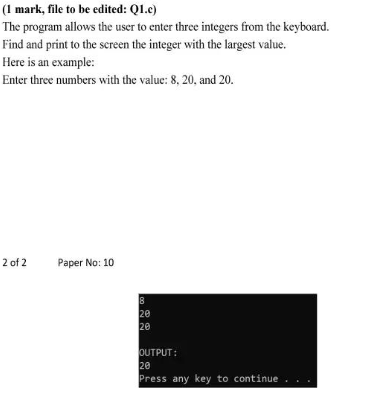 (1 mark, file to be edited: Q1.c)
The program allows the user to enter three integers from the keyboard.
Find and print to the screen the integer with the largest value.
Here is an example:
Enter three numbers with the value: 8, 20, and 20.
2 of 2 Paper No: 10
8
20
20
OUTPUT:
20
Press any key to continue . . .